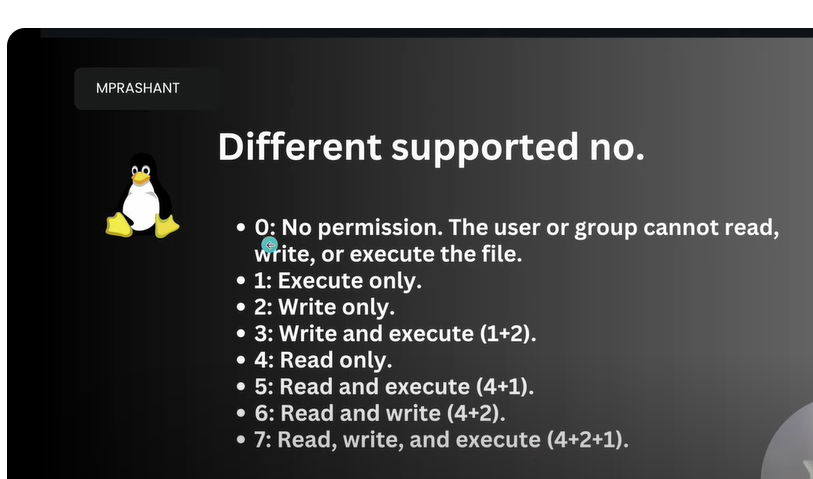 MPRASHANT
Different supported no.
• 0: No permission. The user or group cannot read,
write, or execute the file.
• 1: Execute only.
• 2: Write only.
• 3: Write and execute (1+2).
• 4: Read only.
• 5: Read and execute (4+1).
• 6: Read and write (4+2).
• 7: Read, write, and execute (4+2+1).